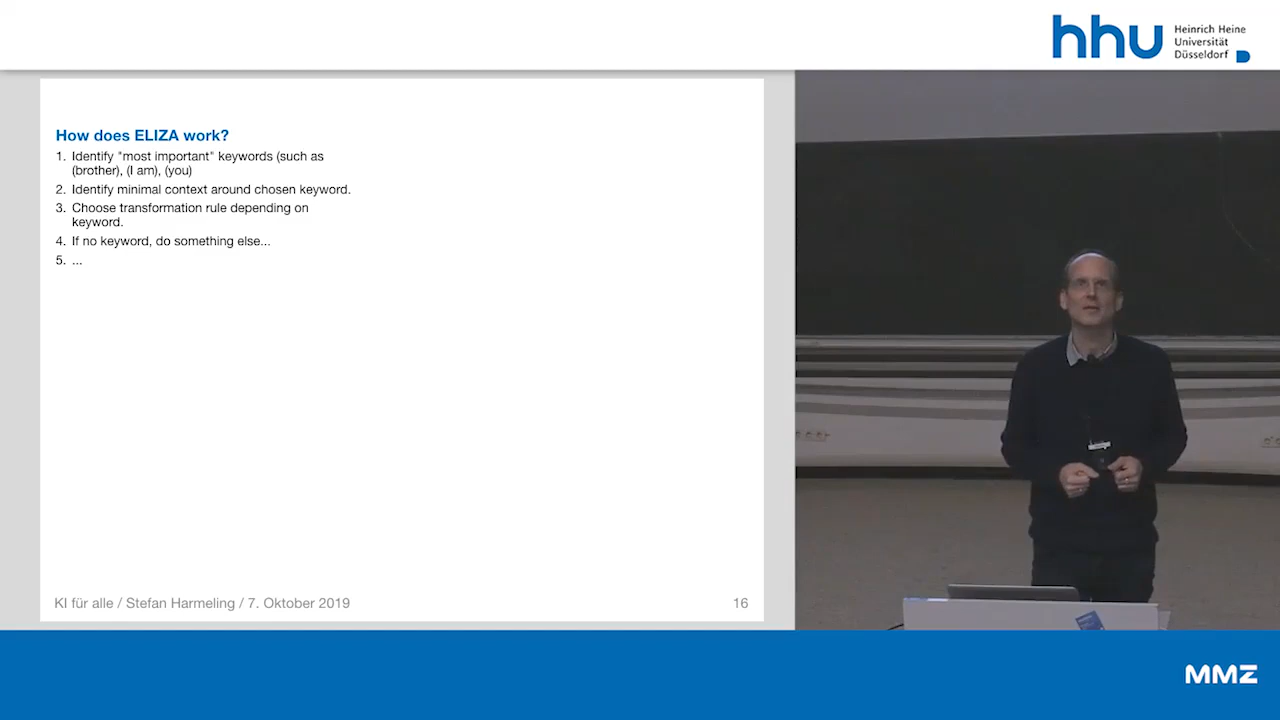 hhu Heinrich Heine
Universität
Düsseldorf
How does ELIZA work?
1. Identify "most important" keywords (such as
(brother), (I am), (you)
2. Identify minimal context around chosen keyword.
3. Choose transformation rule depending on
keyword.
4. If no keyword, do something else...
5. ...
KI für alle / Stefan Harmeling / 7. Oktober 2019
16
MMZ